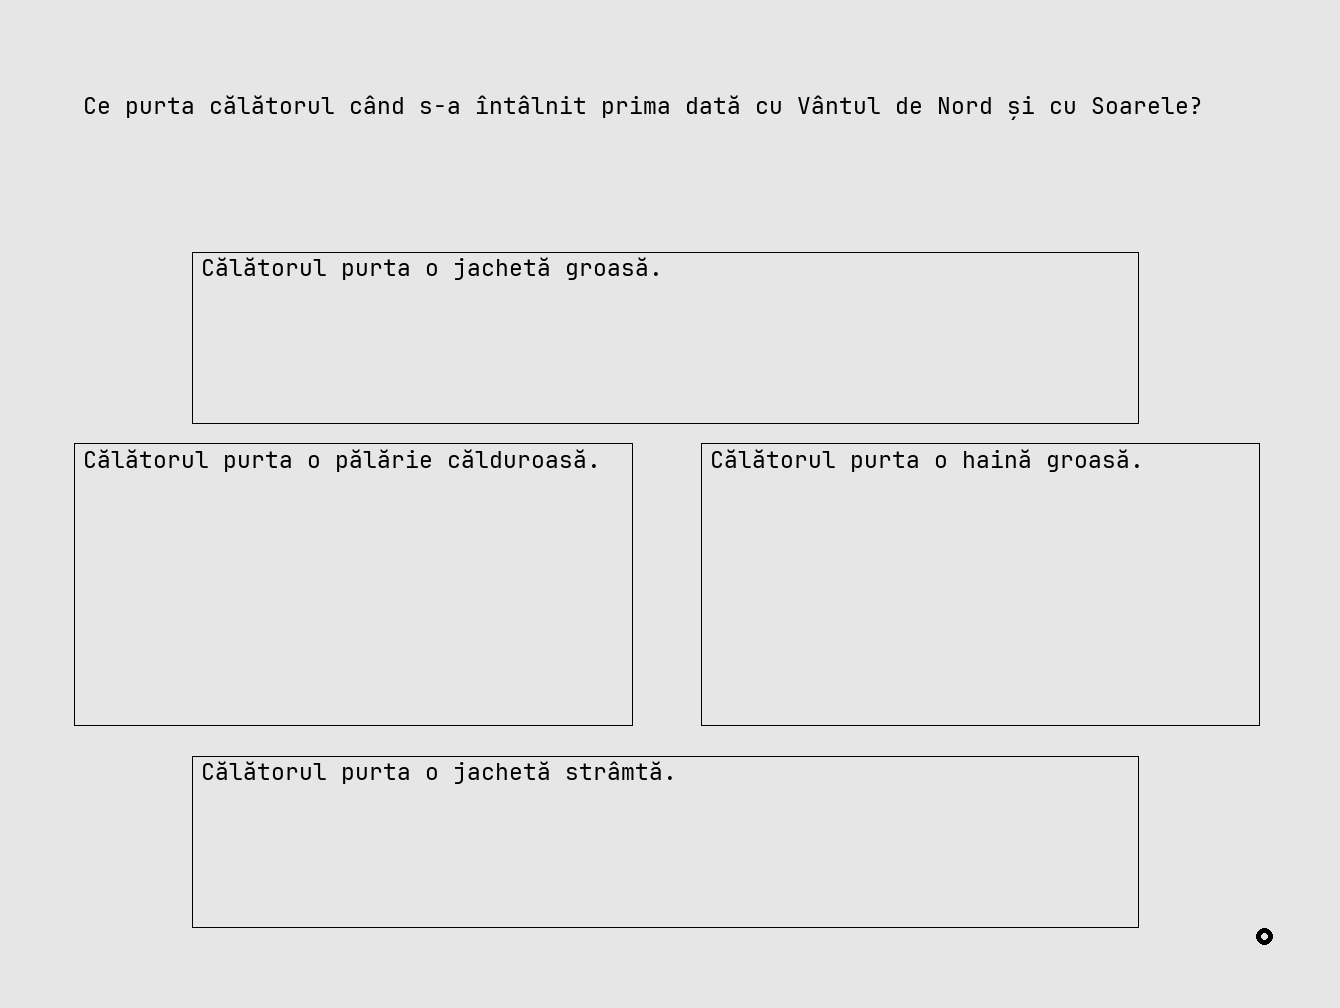 Ce purta călătorul când s-a întâlnit prima dată cu Vântul de Nord și cu Soarele?
Călătorul purta o jachetă groasă.
Călătorul purta o pălărie călduroasă.
Călătorul purta o haină groasă.
Călătorul purta o jachetă strâmtă.